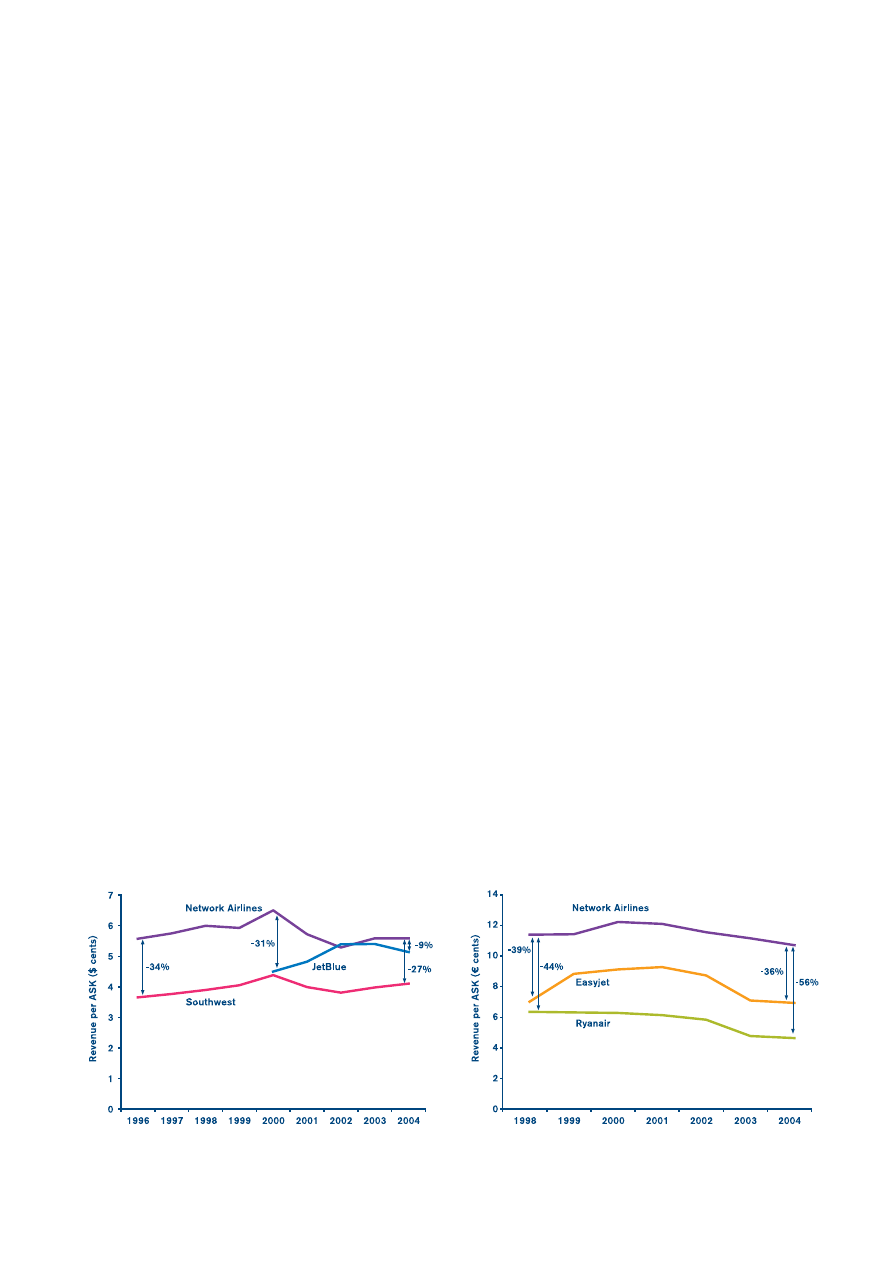 Revenue per ASK ($ cents)
7
6
5
4
3
2
1
0
Network Airlines
-34%
-31%
-9%
-27%
JetBlue
Southwest
1996 1997 1998 1999 2000 2001 2002 2003 2004
Revenue per ASK (€ cents)
14
12
10
8
6
4
2
0
Network Airlines
-39%
-44%
-36%
-56%
Easyjet
Ryanair
1998 1999 2000 2001 2002 2003 2004